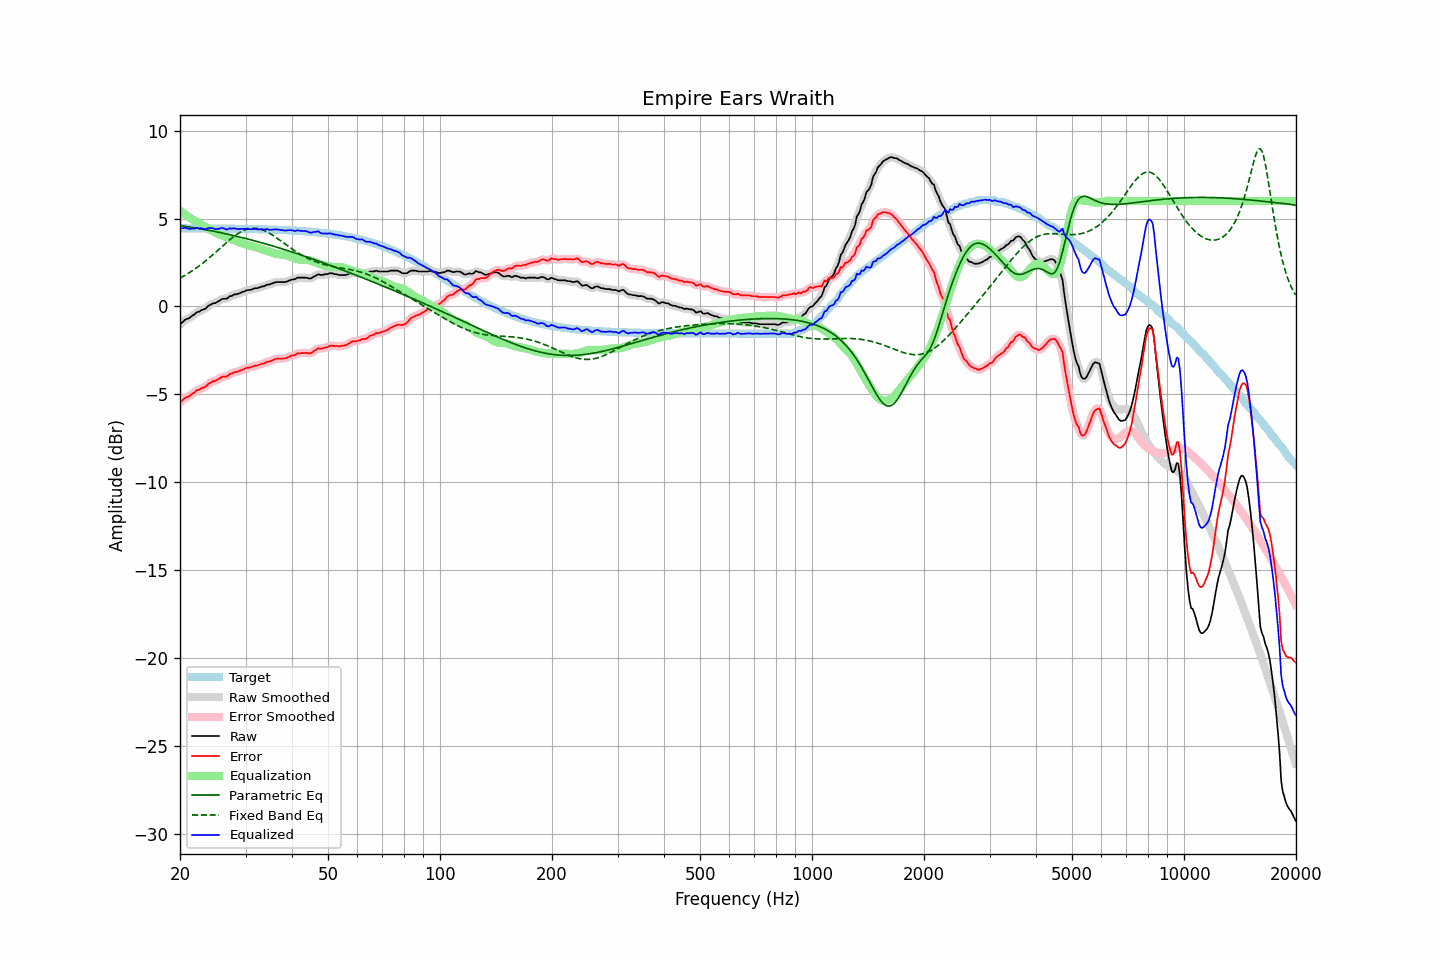 Empire Ears Wraith
Amplitude (dBr)
10
5
0
−5
−10
−15
−20
−25
−30
Target
Raw Smoothed
Error Smoothed
Raw
Error
Equalization
Parametric Eq
Fixed Band Eq
Equalized
20 50 100 200 500 1000 2000 5000 10000 20000
Frequency (Hz)